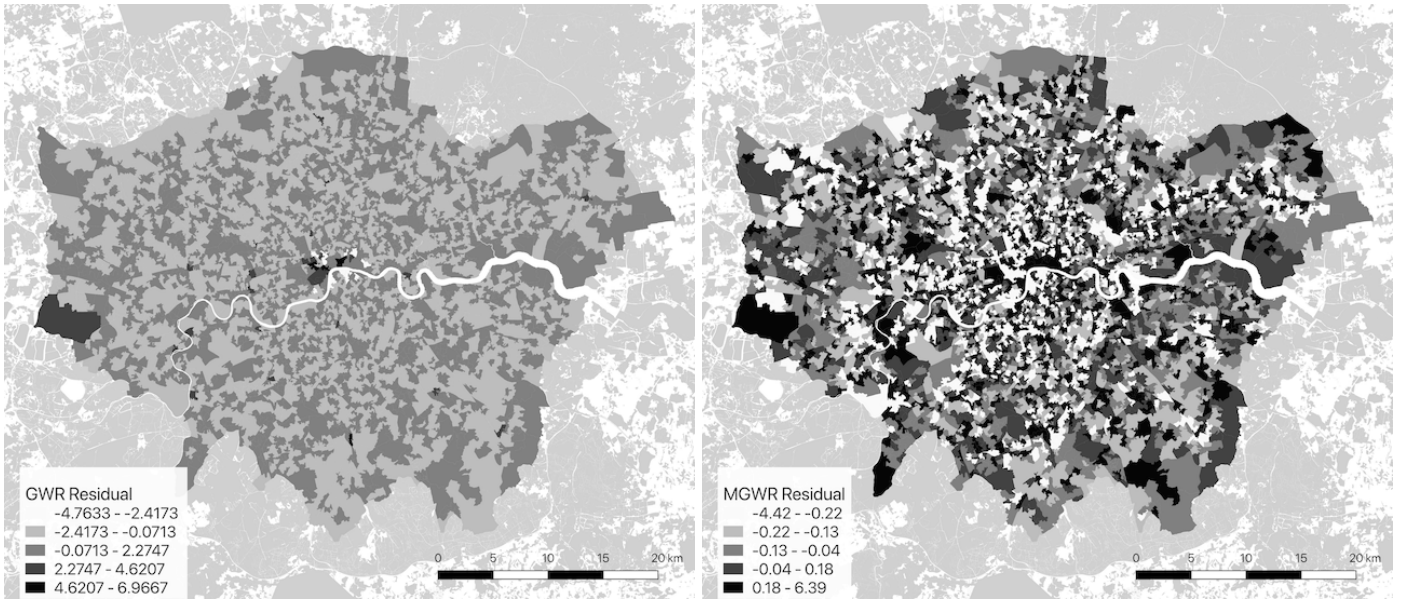 GWR Residual
-4.7633 - -2.4173
-2.4173 - -0.0713
-0.0713 - 2.2747
2.2747 - 4.6207
4.6207 - 6.9667
0 5 10 15 20 km
MGWR Residual
-4.42 - -0.22
-0.22 - -0.13
-0.13 - -0.04
-0.04 - 0.18
0.18 - 6.39
0 5 10 15 20 km